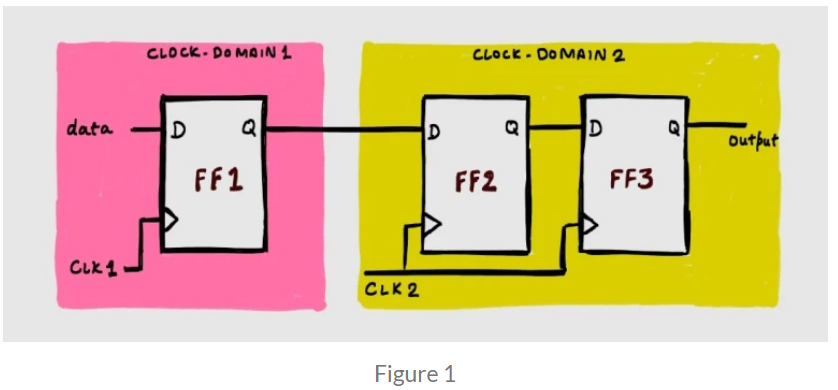 CLOCK-DOMAIN 1
CLOCK-DOMAIN 2
data
D
Q
D
Q
D
Q
output
FF1
FF2
FF3
CLK 1
CLK 2
Figure 1